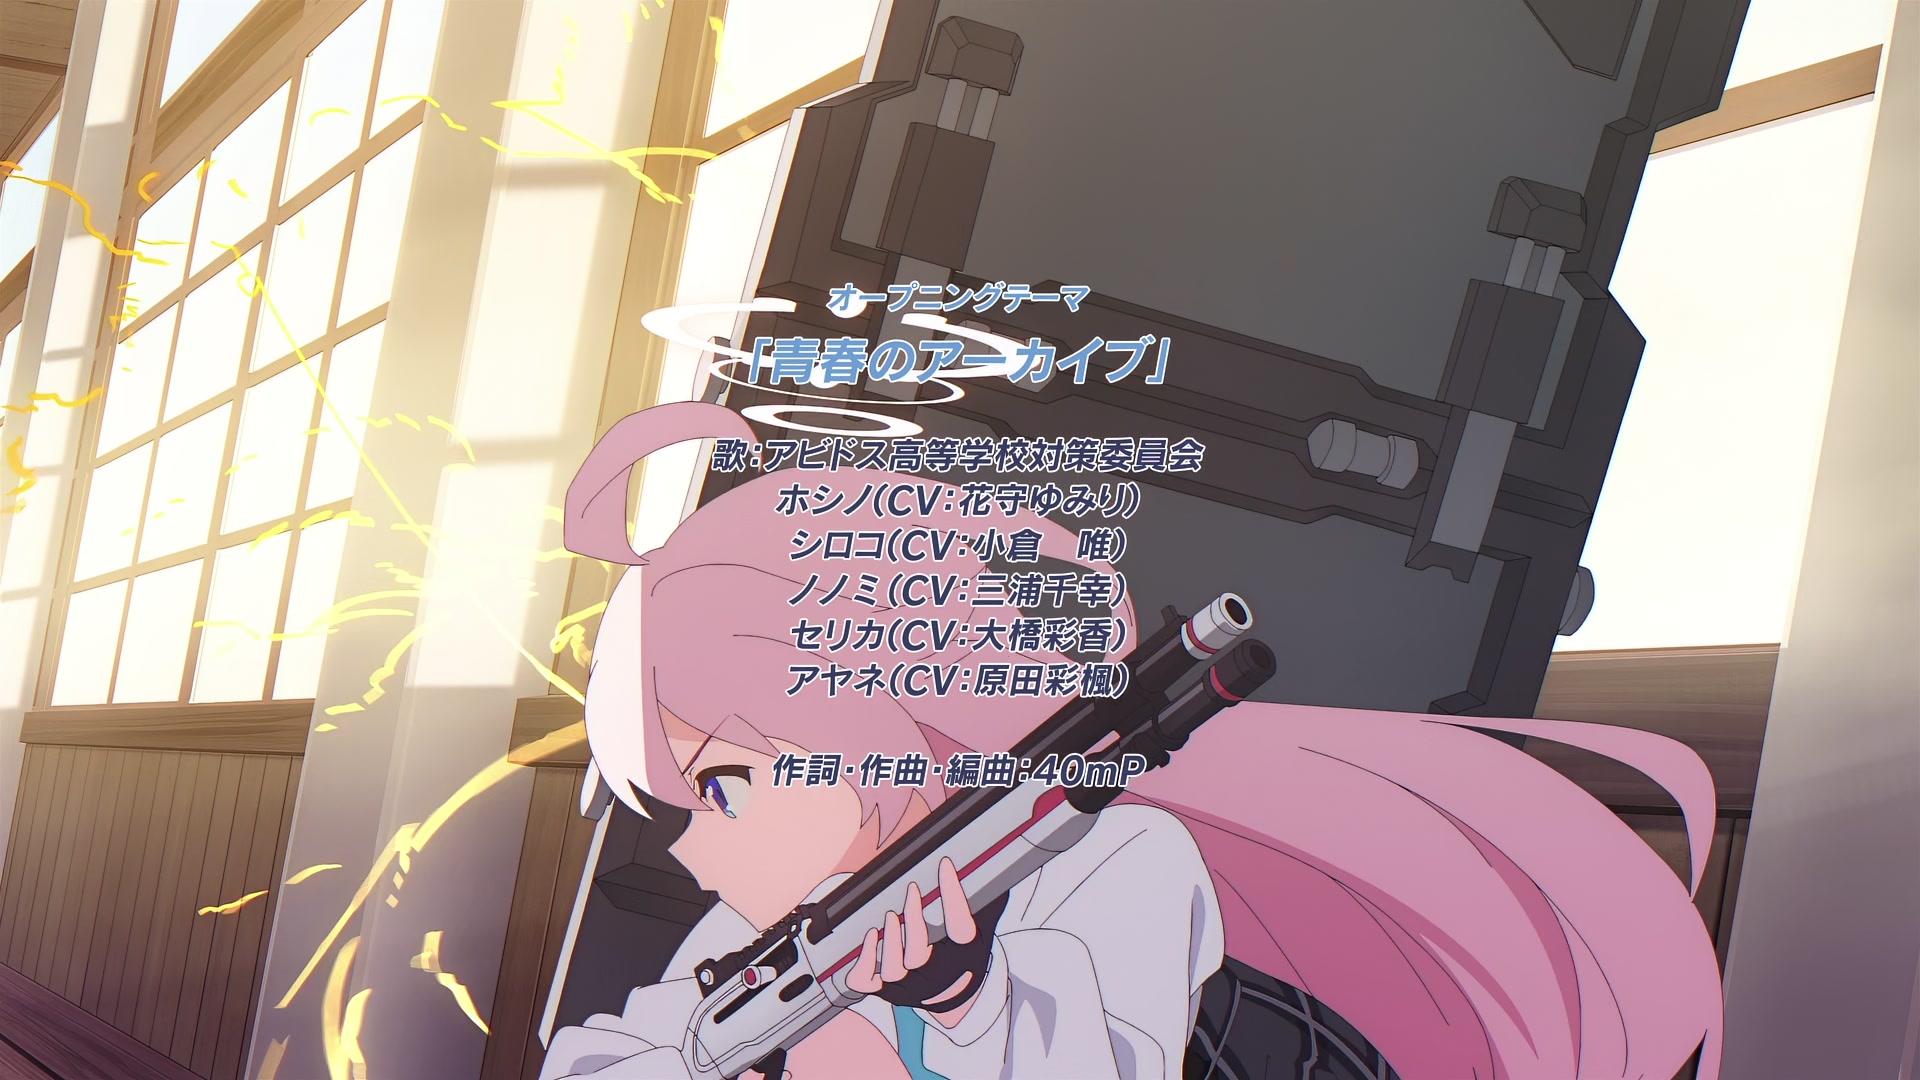 オープニングテーマ
「青春のアーカイブ」
歌：アビドス高等学校対策委員会
ホシノ（CV：花守ゆみり）
シロコ（CV：小倉　唯）
ノノミ（CV：三浦千幸）
セリカ（CV：大橋彩香）
アヤネ（CV：原田彩楓）
作詞・作曲・編曲：40mP